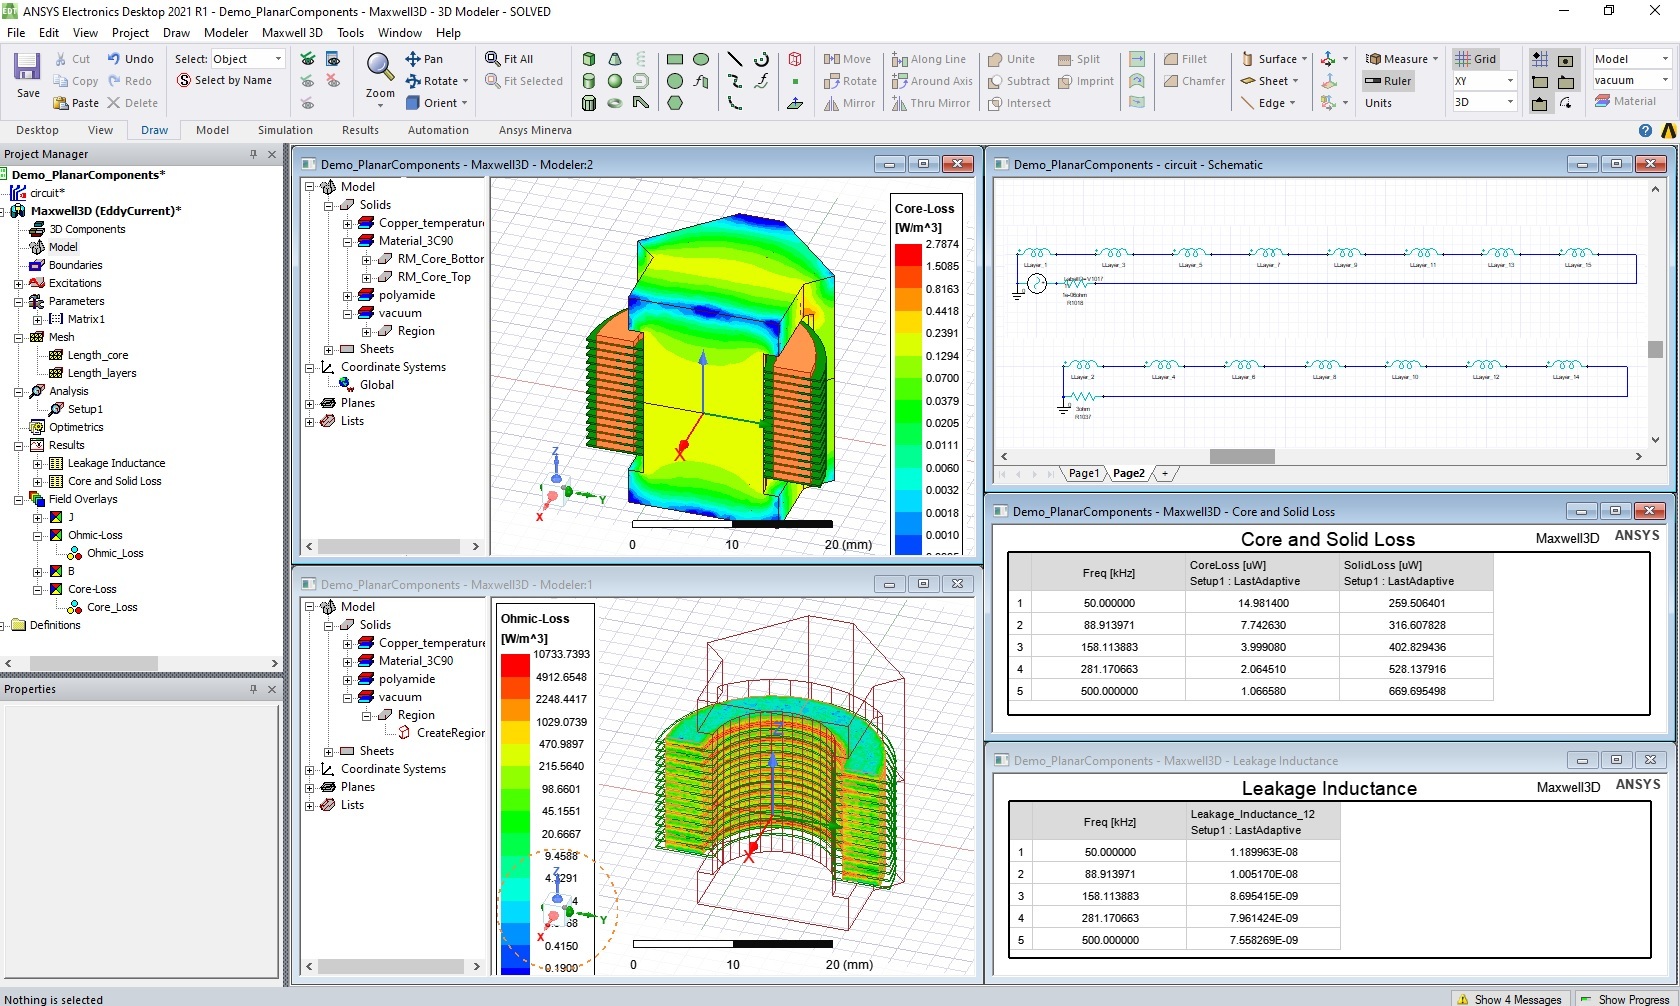 ANSYS Electronics Desktop 2021 R1 - Demo_PlanarComponents - Maxwell3D - 3D Modeler - SOLVED
File Edit View Project Draw Modeler Maxwell 3D Tools Window Help
Save
Cut
Copy
Paste
Undo
Redo
Delete
Select: Object
Select by Name
Zoom
Pan
Rotate
Orient
Fit All
Fit Selected
Move
Rotate
Mirror
Along Line
Around Axis
Thru Mirror
Unite
Subtract
Intersect
Split
Imprint
Fillet
Chamfer
Surface
Sheet
Edge
Measure
Ruler
Units
Grid
XY
3D
Model
vacuum
Material
Desktop View Draw Model Simulation Results Automation Ansys Minerva
Project Manager
Demo_PlanarComponents*
circuit*
Maxwell3D (EddyCurrent)*
3D Components
Model
Boundaries
Excitations
Parameters
Matrix1
Mesh
Length_core
Length_layers
Analysis
Setup1
Optimetrics
Results
Leakage Inductance
Core and Solid Loss
Field Overlays
J
Ohmic-Loss
Ohmic_Loss
B
Core-Loss
Core_Loss
Definitions
Properties
Nothing is selected
Demo_PlanarComponents - Maxwell3D - Modeler:2
Model
Solids
Copper_temperature
Material_3C90
RM_Core_Bottor
RM_Core_Top
polyamide
vacuum
Region
Sheets
Coordinate Systems
Global
Planes
Lists
Core-Loss
[W/m^3]
2.7874
1.5085
0.8163
0.4418
0.2391
0.1294
0.0700
0.0379
0.0205
0.0111
0.0060
0.0032
0.0018
0.0010
X
Z
Y
X
0 10 20 (mm)
Demo_PlanarComponents - Maxwell3D - Modeler:1
Model
Solids
Copper_temperature
Material_3C90
polyamide
vacuum
Region
CreateRegion
Sheets
Coordinate Systems
Planes
Lists
Ohmic-Loss
[W/m^3]
10733.7393
4912.6548
2248.4417
1029.0739
470.9897
215.5640
98.6601
45.1551
20.6667
9.4588
0.4150
0.1900
Z
X
Z
Y
X
0 10 20 (mm)
Demo_PlanarComponents - circuit - Schematic
LLayer_1 LLayer_3 LLayer_5 LLayer_7 LLayer_9 LLayer_11 LLayer_13 LLayer_15
R1018
LLayer_2 LLayer_4 LLayer_6 LLayer_8 LLayer_10 LLayer_12 LLayer_14
0
3ohm
R1037
Page1 Page2 +
Demo_PlanarComponents - Maxwell3D - Core and Solid Loss
Core and Solid Loss Maxwell3D ANSYS
Freq [kHz] CoreLoss [uW] SolidLoss [uW]
Setup1 : LastAdaptive Setup1 : LastAdaptive
1 50.000000 14.981400 259.506401
2 88.913971 7.742630 316.607828
3 158.113883 3.999080 402.829436
4 281.170663 2.064510 528.137916
5 500.000000 1.066580 669.695498
Demo_PlanarComponents - Maxwell3D - Leakage Inductance
Leakage Inductance Maxwell3D ANSYS
Freq [kHz] Leakage_Inductance_12
Setup1 : LastAdaptive
1 50.000000 1.189963E-08
2 88.913971 1.005170E-08
3 158.113883 8.695415E-09
4 281.170663 7.961424E-09
5 500.000000 7.558269E-09
Show 4 Messages Show Progress